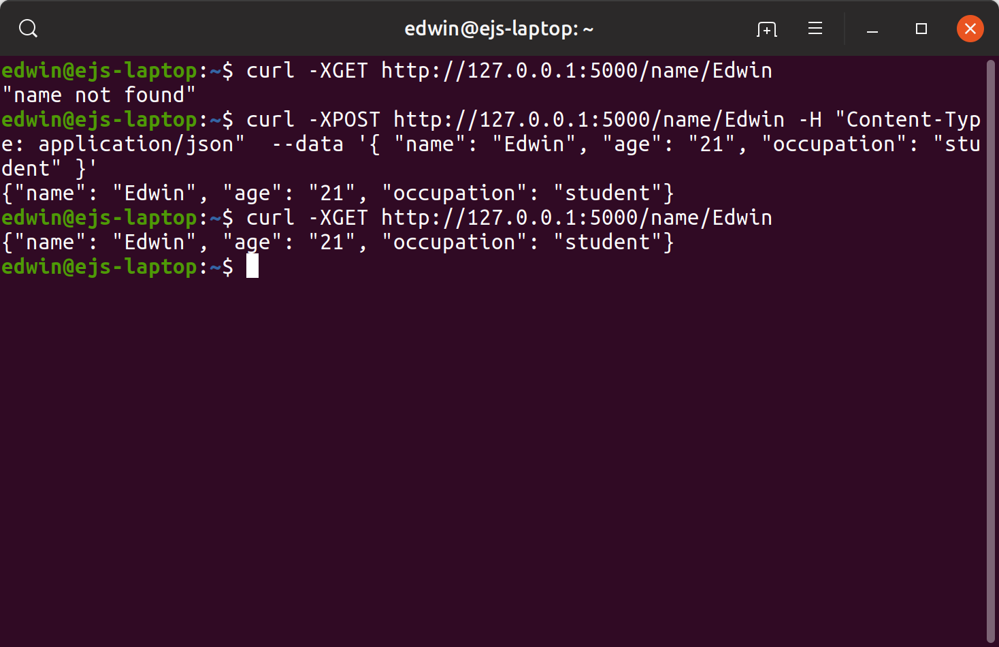 edwin@ejs-laptop: ~
edwin@ejs-laptop:~$ curl -XGET http://127.0.0.1:5000/name/Edwin
"name not found"
edwin@ejs-laptop:~$ curl -XPOST http://127.0.0.1:5000/name/Edwin -H "Content-Typ
e: application/json"  --data '{ "name": "Edwin", "age": "21", "occupation": "stu
dent" }'
{"name": "Edwin", "age": "21", "occupation": "student"}
edwin@ejs-laptop:~$ curl -XGET http://127.0.0.1:5000/name/Edwin
{"name": "Edwin", "age": "21", "occupation": "student"}
edwin@ejs-laptop:~$